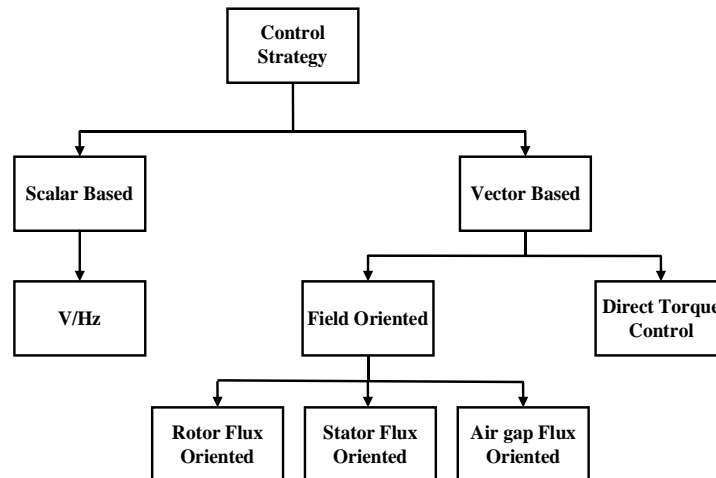 Control
Strategy
Scalar Based
Vector Based
V/Hz
Field Oriented
Direct Torque
Control
Rotor Flux
Oriented
Stator Flux
Oriented
Air gap Flux
Oriented